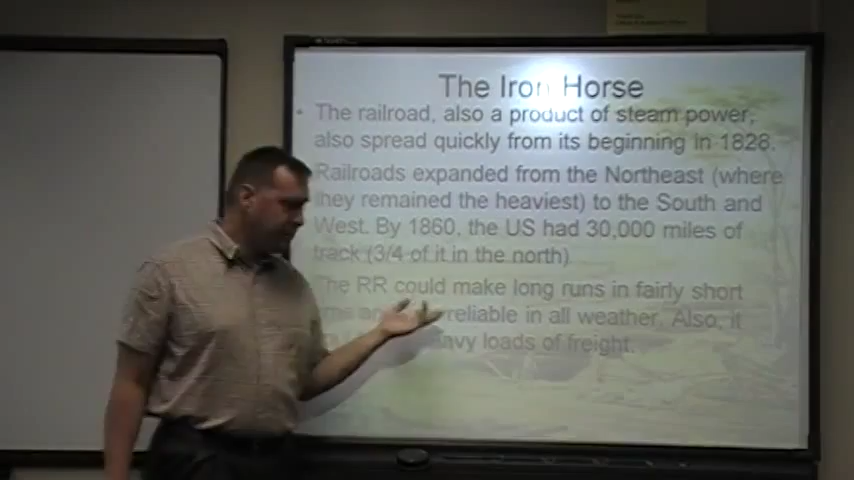 The Iron Horse
• The railroad, also a product of steam power,
also spread quickly from its beginning in 1828.
Railroads expanded from the Northeast (where
they remained the heaviest) to the South and
West. By 1860, the US had 30,000 miles of
track (3/4 of it in the north)
The RR could make long runs in fairly short
reliable in all weather. Also, it
heavy loads of freight.